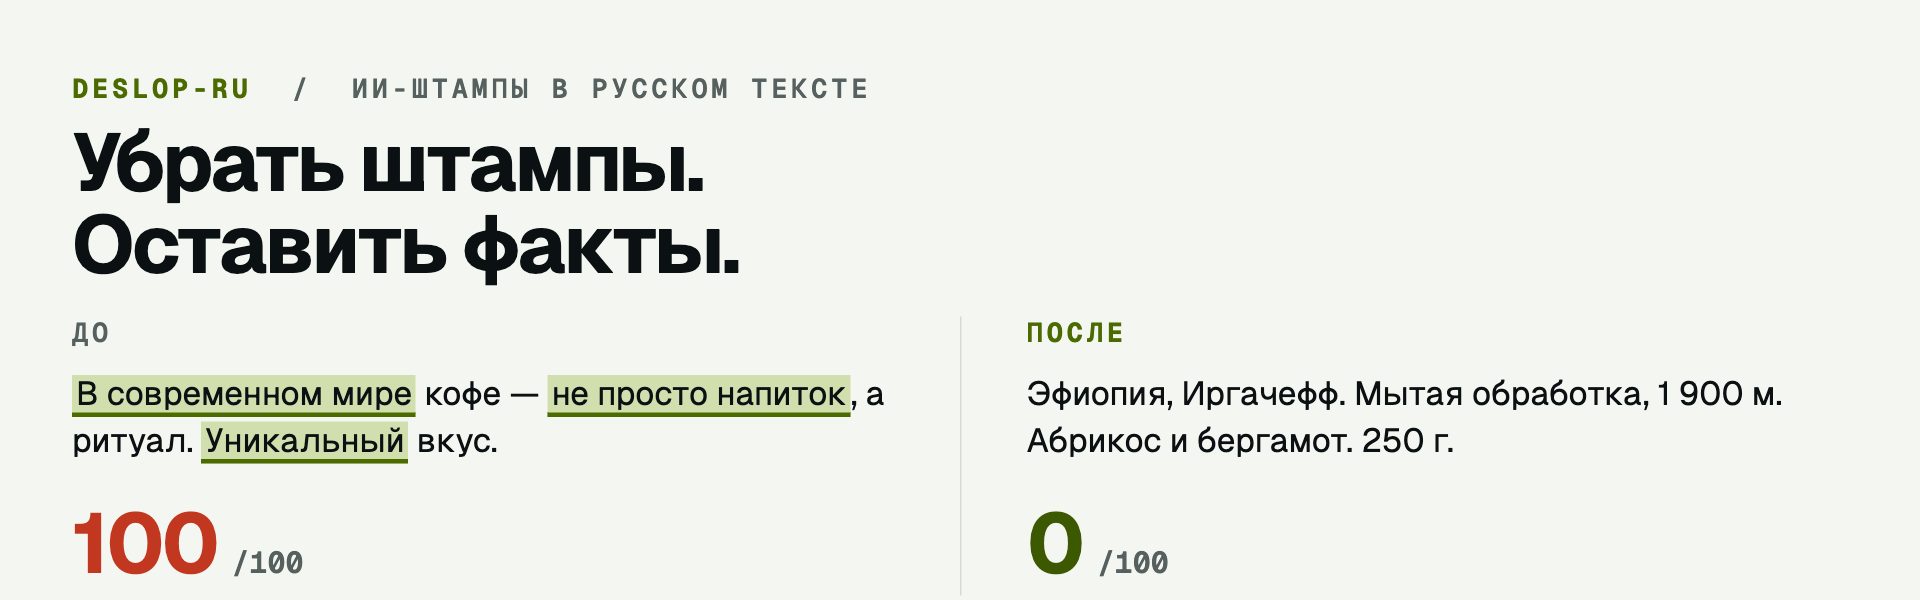 DESLOP-RU / ИИ-ШТАМПЫ В РУССКОМ ТЕКСТЕ
Убрать штампы.
Оставить факты.
ДО
В современном мире кофе — не просто напиток, а
ритуал. Уникальный вкус.
100 /100
ПОСЛЕ
Эфиопия, Иргачефф. Мытая обработка, 1 900 м.
Абрикос и бергамот. 250 г.
0 /100